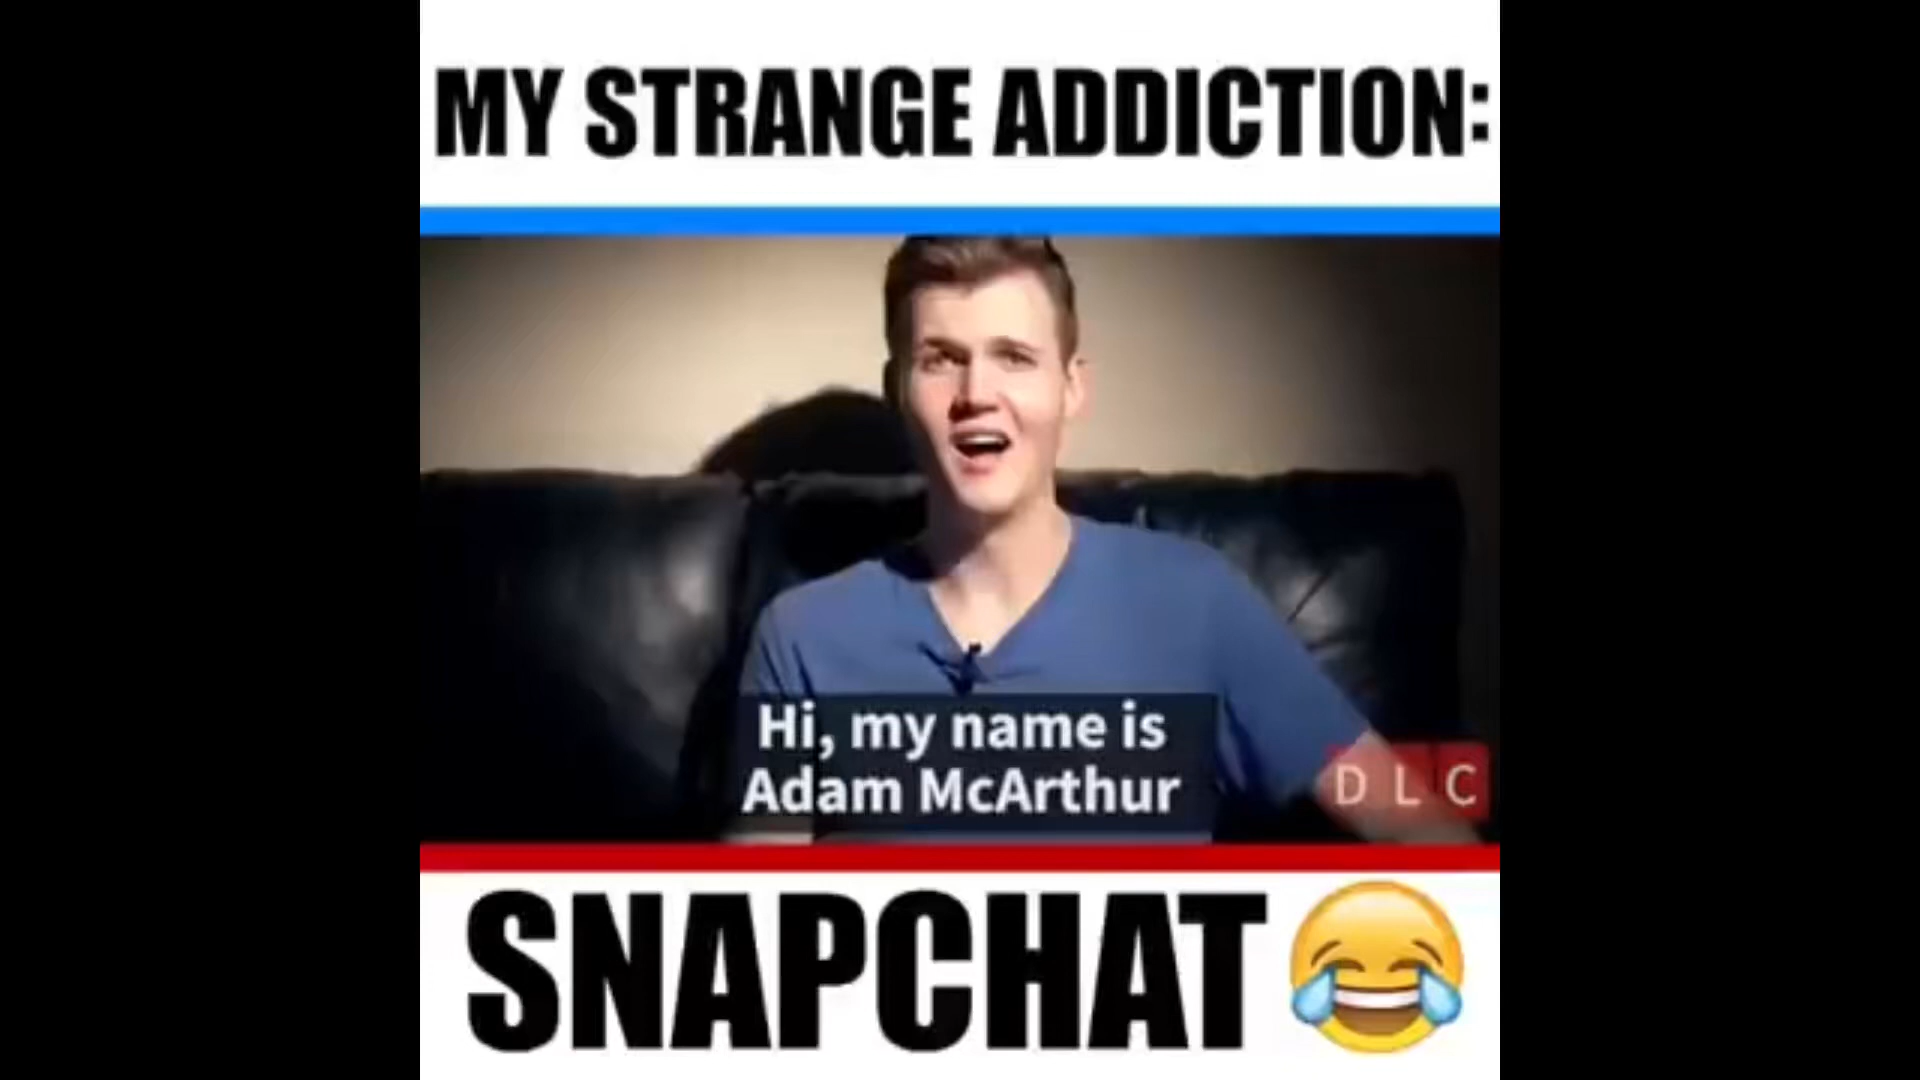 MY STRANGE ADDICTION:
Hi, my name is
Adam McArthur
DLC
SNAPCHAT